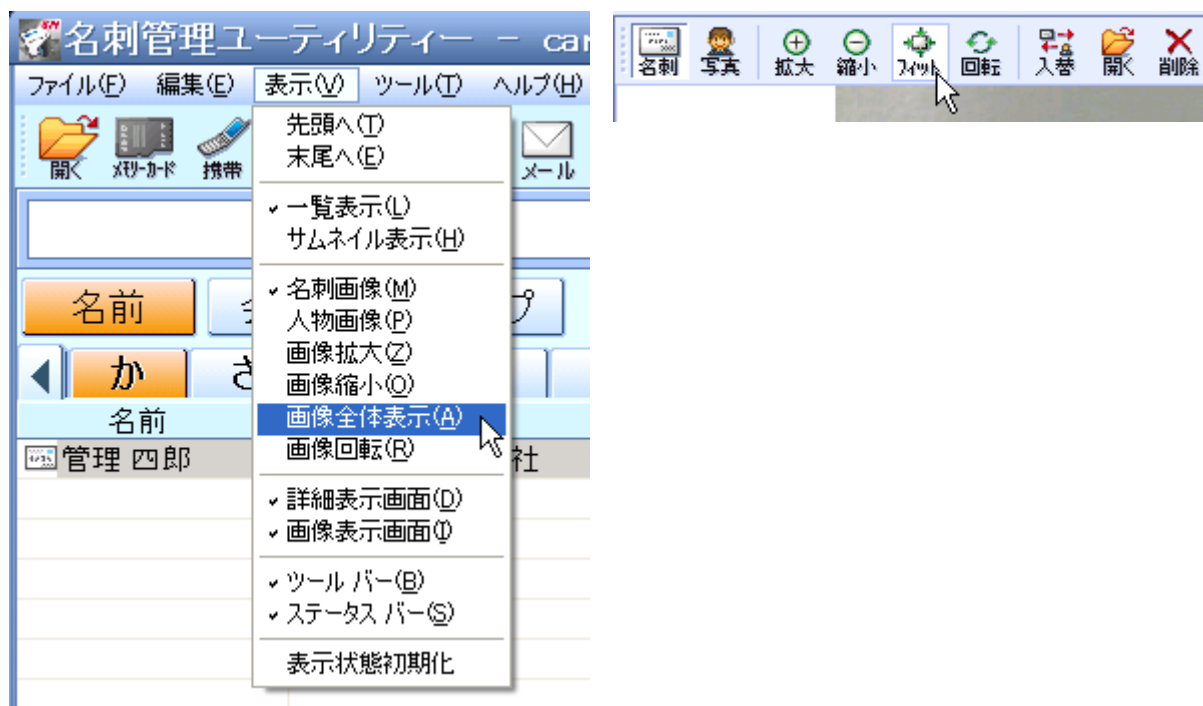 名刺管理ユーティリティー - car
ファイル(F) 編集(E) 表示(V) ツール(T) ヘルプ(H)
開く ﾒﾓﾘｰｶｰﾄﾞ 携帯 メール
先頭へ(T)
末尾へ(E)
一覧表示(L)
サムネイル表示(H)
名刺画像(M)
人物画像(P)
画像拡大(Z)
画像縮小(O)
画像全体表示(A)
画像回転(R)
詳細表示画面(D)
画像表示画面(I)
ツール バー(B)
ステータス バー(S)
表示状態初期化
名前 プ
か さ
名前
管理 四郎 社
名刺 写真 拡大 縮小 ﾌｨｯﾄ 回転 入替 開く 削除